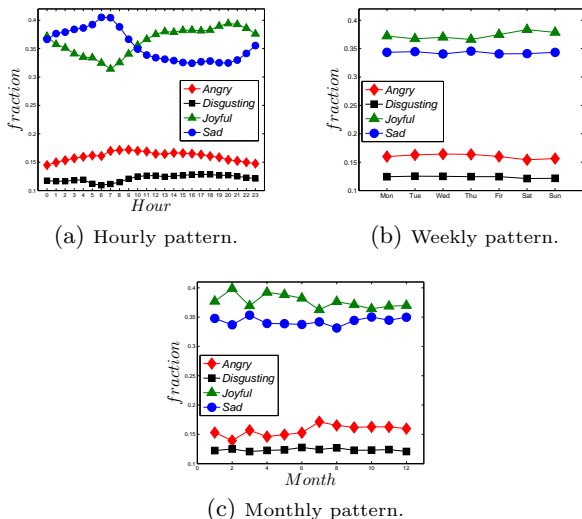 0.4
0.35
0.3
0.25
0.2
0.15
0.1
fraction
Angry
Disgusting
Joyful
Sad
0 1 2 3 4 5 6 7 8 9 10 11 12 13 14 15 16 17 18 19 20 21 22 23
Hour
(a) Hourly pattern.
0.4
0.35
0.3
0.25
0.2
0.15
0.1
fraction
Angry
Disgusting
Joyful
Sad
Mon Tue Wed Thu Fir Sat Sun
(b) Weekly pattern.
0.4
0.35
0.3
0.25
0.2
0.15
0.1
fraction
Angry
Disgusting
Joyful
Sad
0 2 4 6 8 10 12
Month
(c) Monthly pattern.